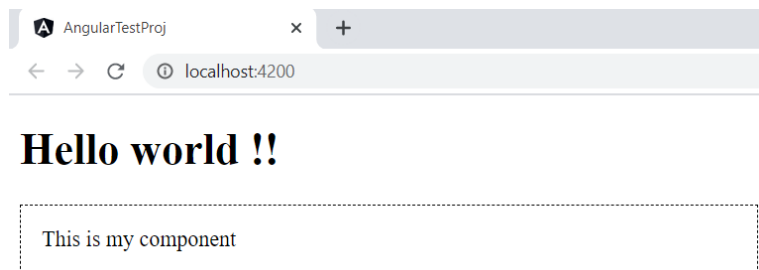 AngularTestProj
localhost:4200
Hello world !!
This is my component